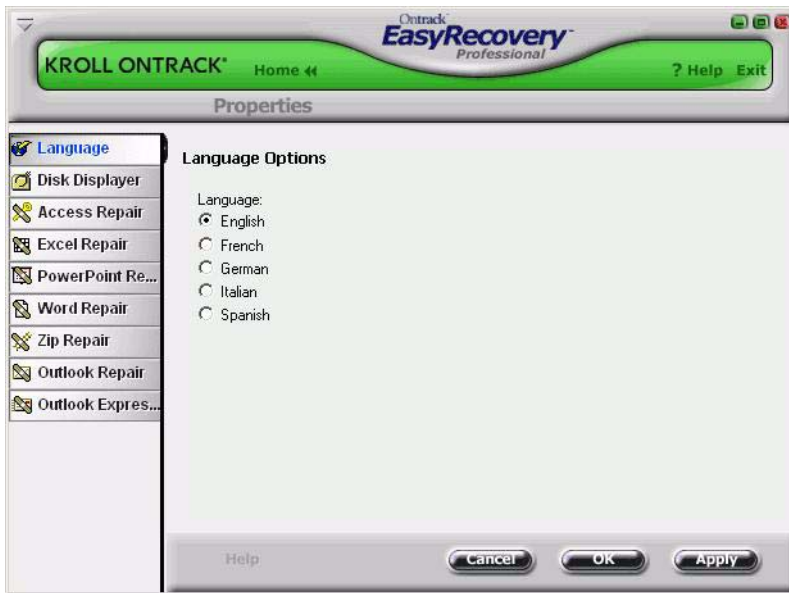 Ontrack
EasyRecovery
Professional
KROLL ONTRACK
Home
? Help Exit
Properties
Language
Disk Displayer
Access Repair
Excel Repair
PowerPoint Re...
Word Repair
Zip Repair
Outlook Repair
Outlook Expres...
Language Options
Language:
English
French
German
Italian
Spanish
Help
Cancel
OK
Apply